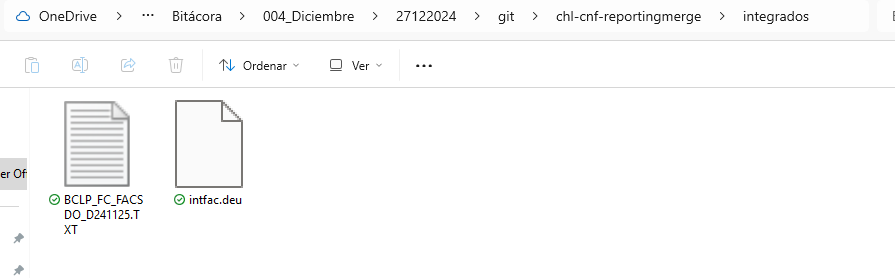 OneDrive > ... Bitácora > 004_Diciembre > 27122024 > git > chl-cnf-reportingmerge > integrados
Ordenar Ver ...
er Of
BCLP_FC_FACS
DO_D241125.T
XT
intfac.deu